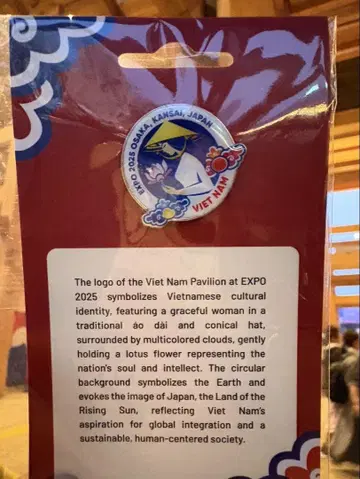 EXPO 2025 OSAKA, KANSAI, JAPAN
VIET NAM
The logo of the Viet Nam Pavilion at EXPO
2025 symbolizes Vietnamese cultural
identity, featuring a graceful woman in a
traditional áo dài and conical hat,
surrounded by multicolored clouds, gently
holding a lotus flower representing the
nation's soul and intellect. The circular
background symbolizes the Earth and
evokes the image of Japan, the Land of the
Rising Sun, reflecting Viet Nam's
aspiration for global integration and a
sustainable, human-centered society.